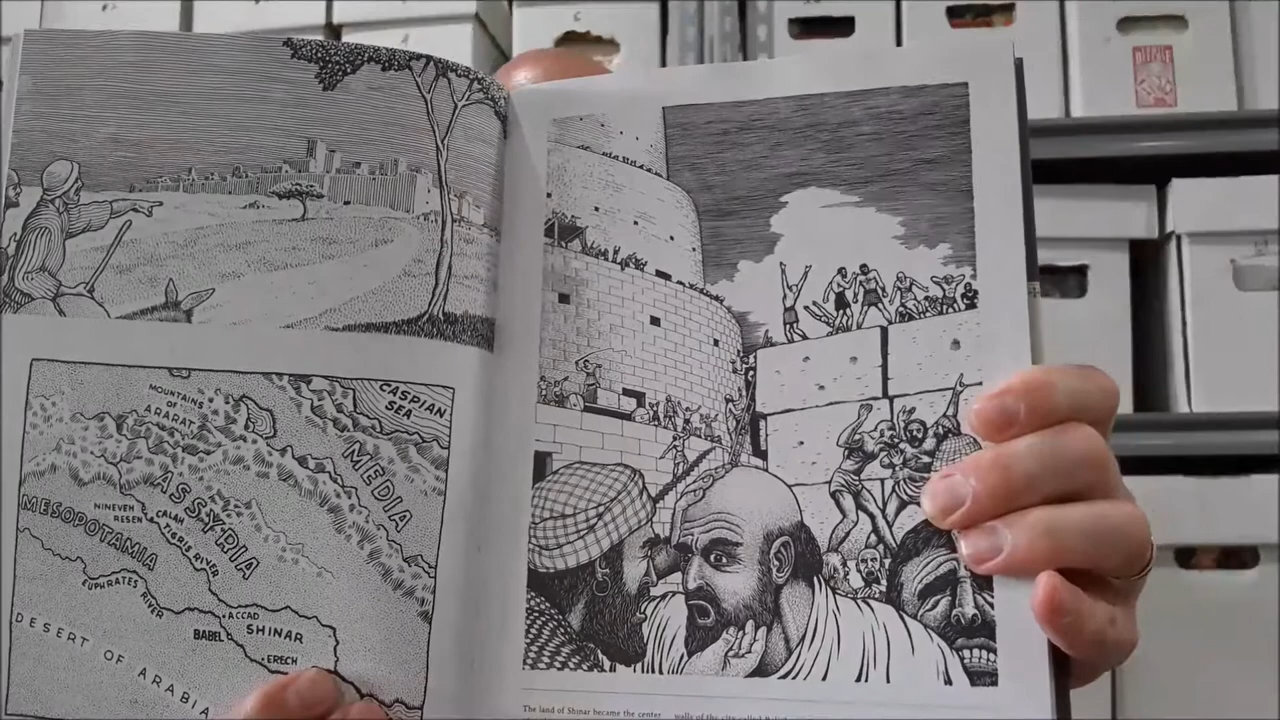 CASPIAN
SEA
MOUNTAINS
OF
ARARAT
MEDIA
ASSYRIA
MESOPOTAMIA
NINEVEH
RESEN
CALAH
TIGRIS RIVER
EUPHRATES RIVER
ACCAD
BABEL
SHINAR
ERECH
DESERT OF ARABIA
The land of Shinar became the center
walls of the city called